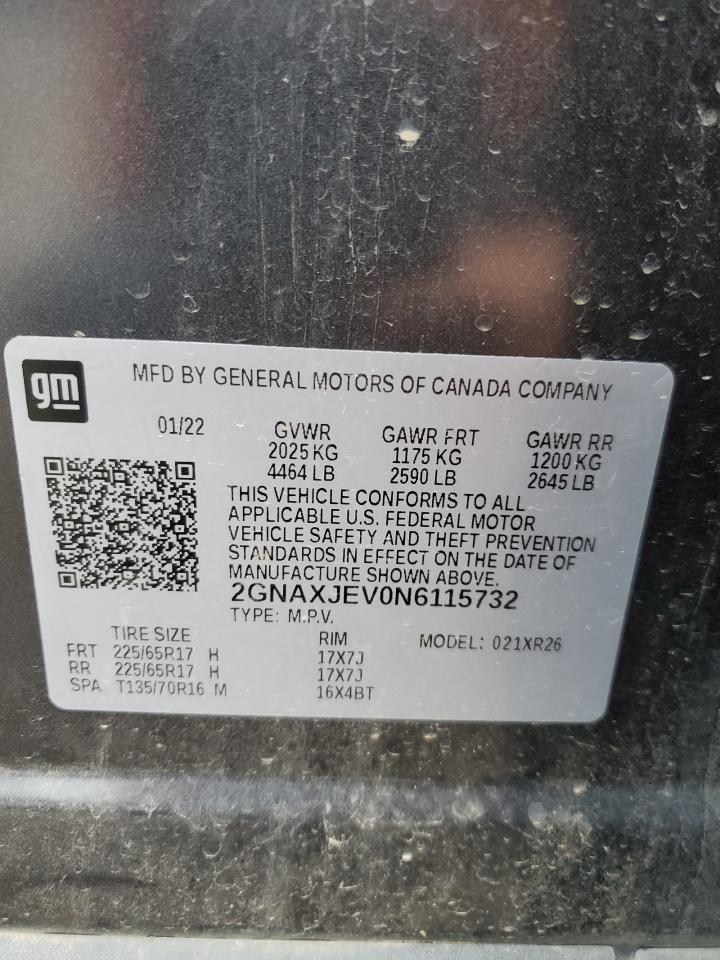 gm
MFD BY GENERAL MOTORS OF CANADA COMPANY
01/22
GVWR
2025 KG
4464 LB
GAWR FRT
1175 KG
2590 LB
GAWR RR
1200 KG
2645 LB
THIS VEHICLE CONFORMS TO ALL
APPLICABLE U.S. FEDERAL MOTOR
VEHICLE SAFETY AND THEFT PREVENTION
STANDARDS IN EFFECT ON THE DATE OF
MANUFACTURE SHOWN ABOVE.
2GNAXJEV0N6115732
TYPE: M.P.V.
TIRE SIZE RIM MODEL: 021XR26
FRT 225/65R17 H 17X7J
RR 225/65R17 H 17X7J
SPA T135/70R16 M 16X4BT